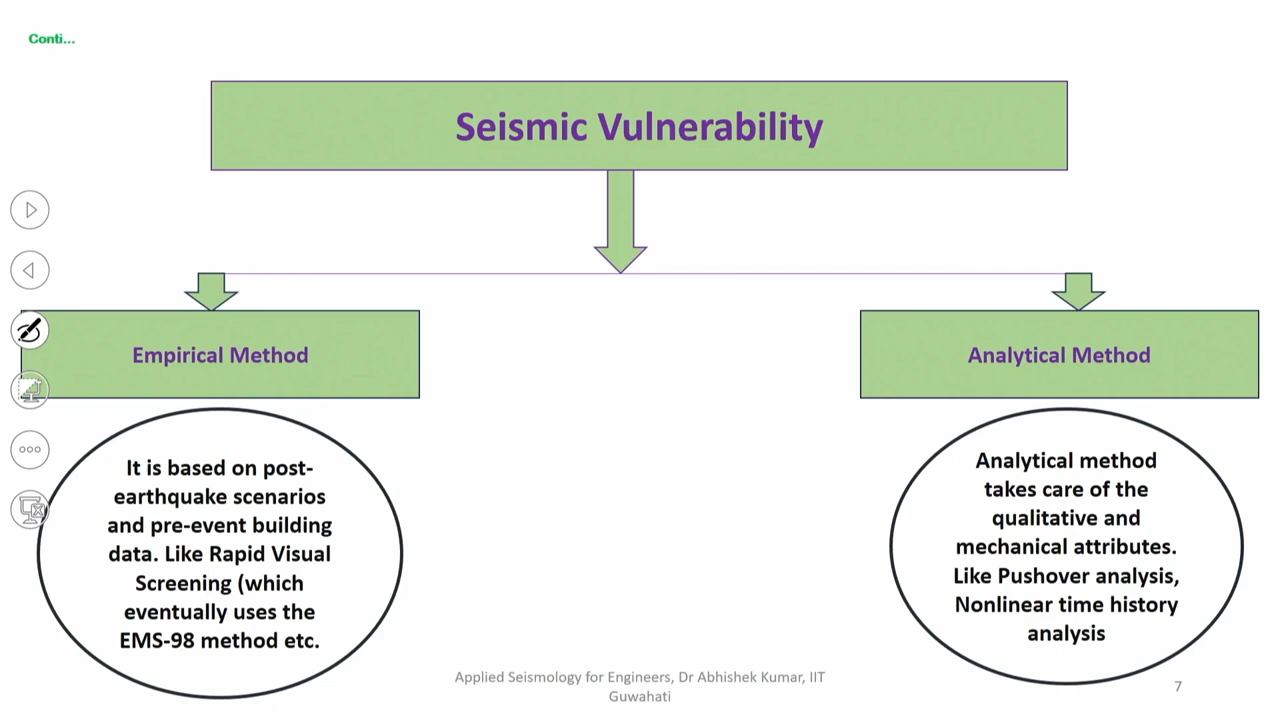 Conti...
Seismic Vulnerability
Empirical Method
Analytical Method
It is based on post-
earthquake scenarios
and pre-event building
data. Like Rapid Visual
Screening (which
eventually uses the
EMS-98 method etc.
Analytical method
takes care of the
qualitative and
mechanical attributes.
Like Pushover analysis,
Nonlinear time history
analysis
Applied Seismology for Engineers, Dr Abhishek Kumar, IIT
Guwahati
7